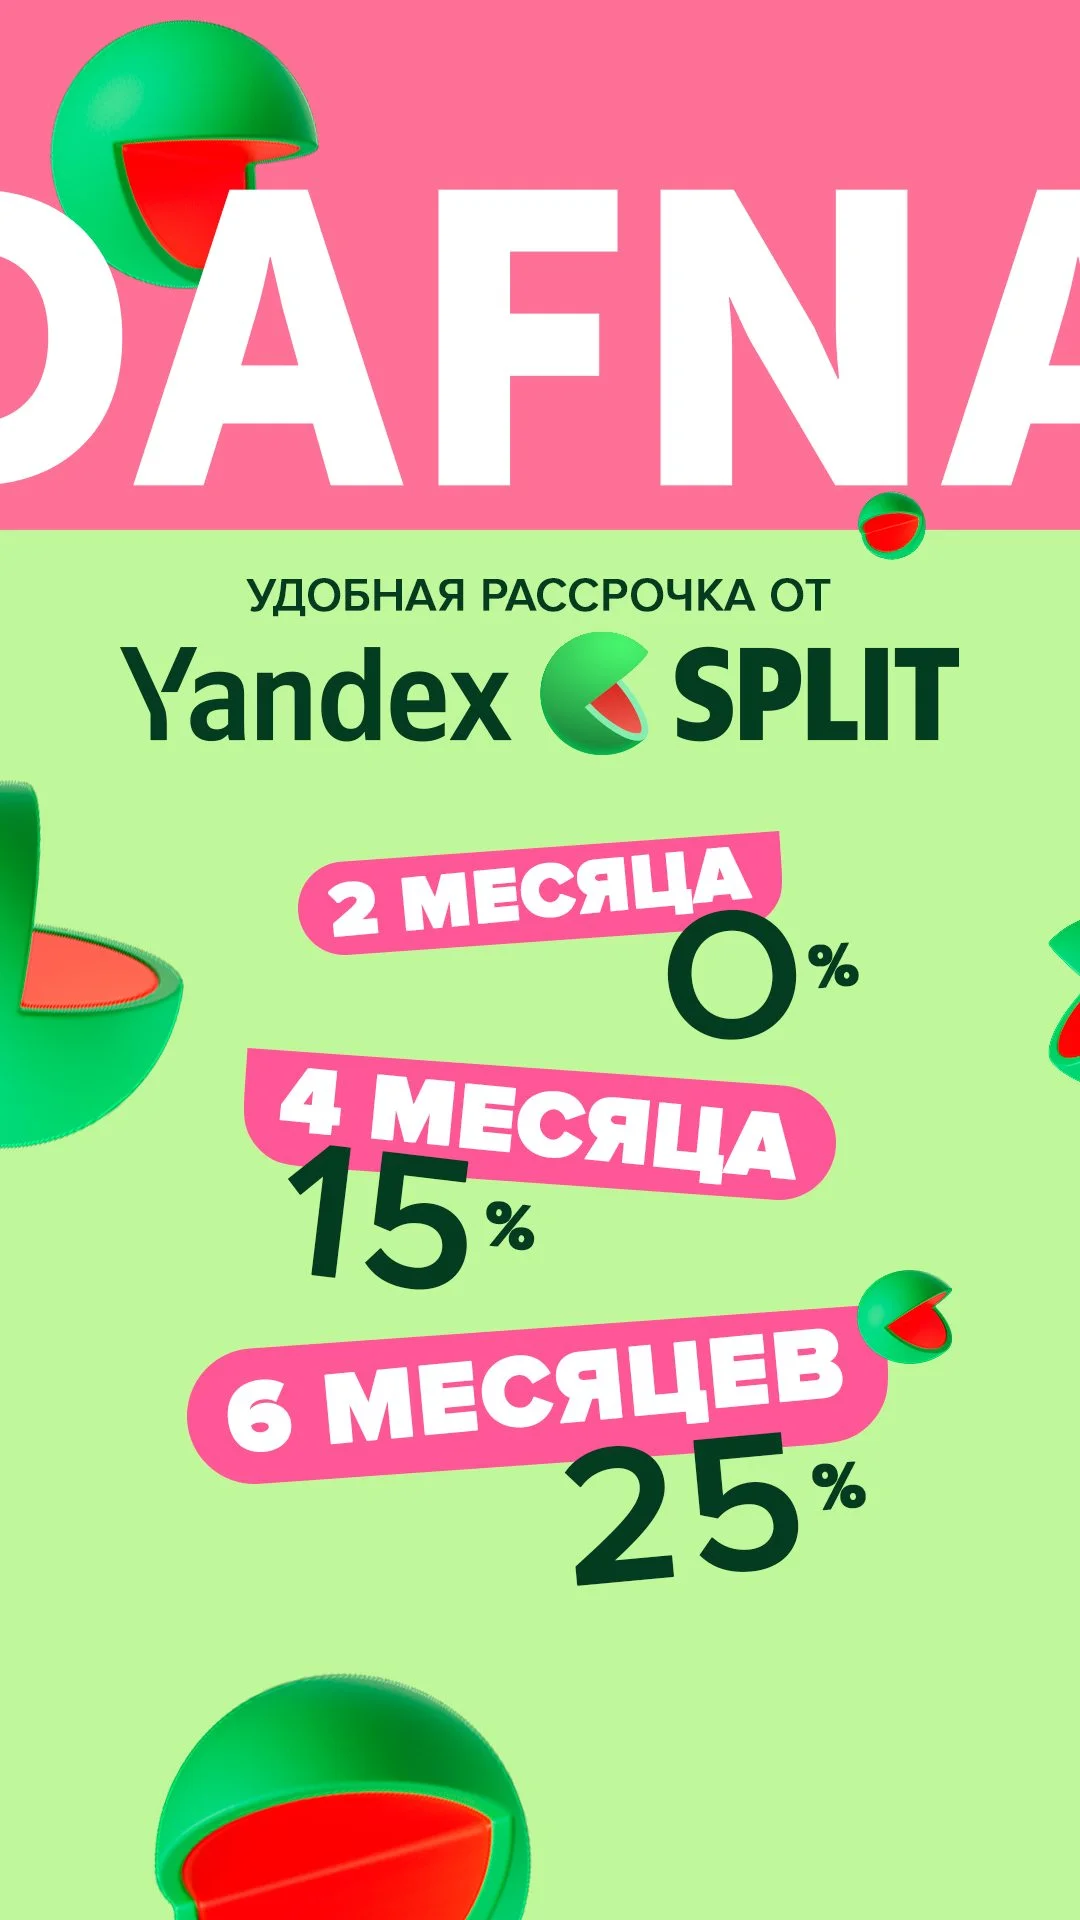 DAFNA
УДОБНАЯ РАССРОЧКА ОТ
Yandex SPLIT
2 МЕСЯЦА
0%
4 МЕСЯЦА
15%
6 МЕСЯЦЕВ
25%